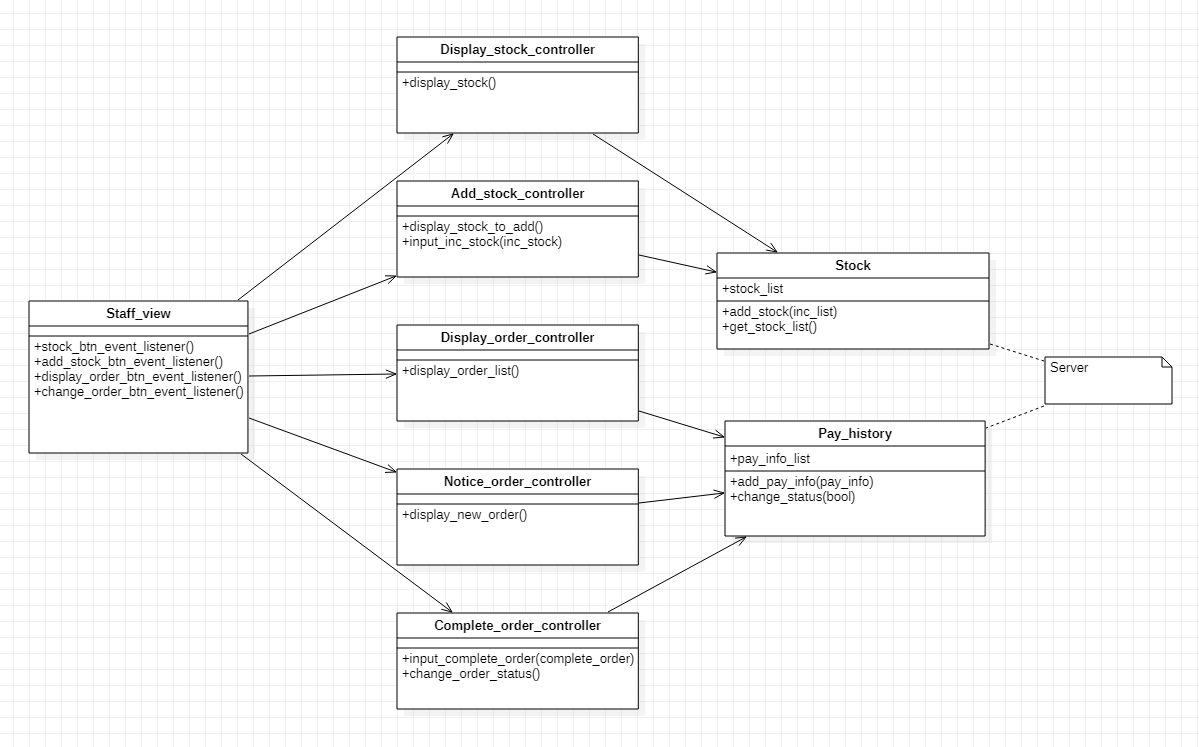 Display_stock_controller
+display_stock()
Add_stock_controller
+display_stock_to_add()
+input_inc_stock(inc_stock)
Stock
+stock_list
+add_stock(inc_list)
+get_stock_list()
Staff_view
+stock_btn_event_listener()
+add_stock_btn_event_listener()
+display_order_btn_event_listener()
+change_order_btn_event_listener()
Display_order_controller
+display_order_list()
Server
Pay_history
+pay_info_list
+add_pay_info(pay_info)
+change_status(bool)
Notice_order_controller
+display_new_order()
Complete_order_controller
+input_complete_order(complete_order)
+change_order_status()